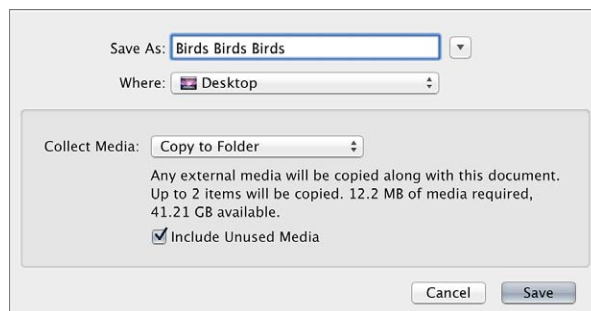 Save As: Birds Birds Birds
Where: Desktop
Collect Media: Copy to Folder
Any external media will be copied along with this document.
Up to 2 items will be copied. 12.2 MB of media required,
41.21 GB available.
Include Unused Media
Cancel Save